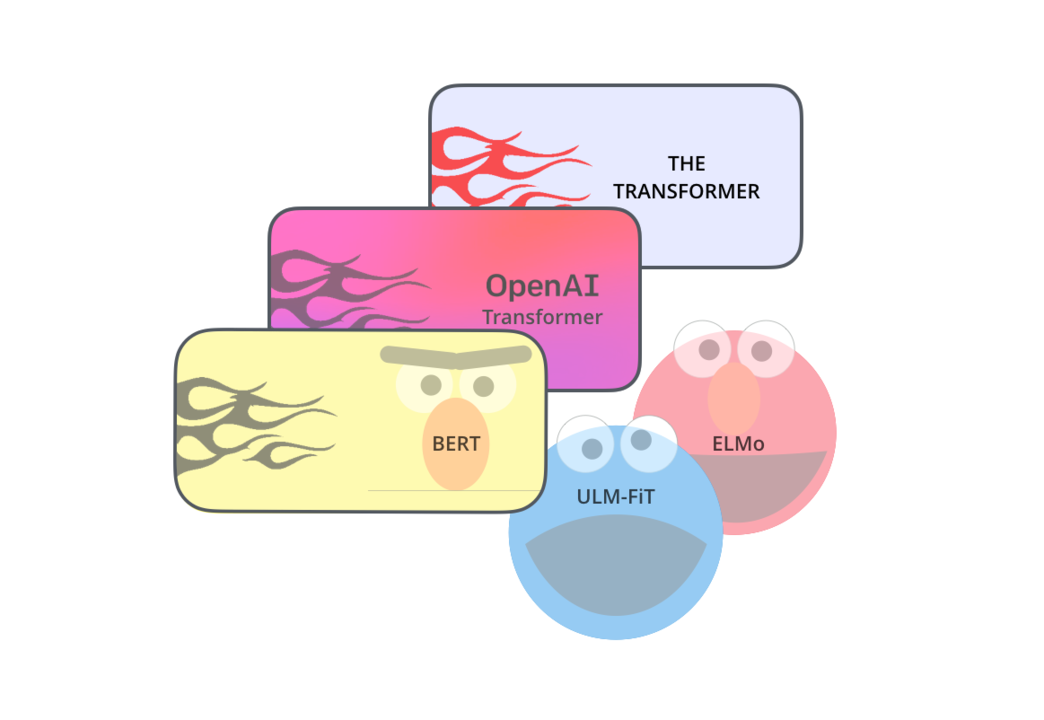 THE
TRANSFORMER
OpenAI
Transformer
BERT
ELMo
ULM-FiT